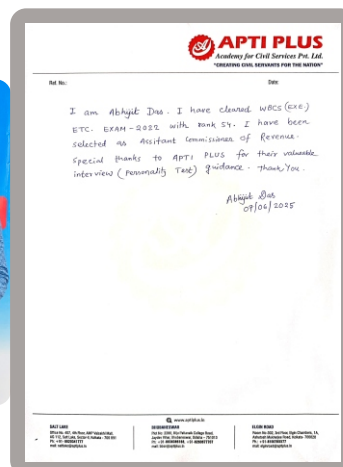 APTI PLUS
Academy for Civil Services Pvt. Ltd.
"CREATING CIVIL SERVANTS FOR THE NATION"
Ref. No.: Date:
I am Abhijit Das. I have cleared WBCS (EXE.)
ETC. EXAM-2022 with rank 54. I have been
selected as Assitant Commissioner of Revenue.
Special thanks to APTI PLUS for their valuable
interview (Personality Test) guidance. Thank You.
Abhijit Das
07/06/2025
www.aptiplus.in
SALT LAKE
BHUBANESWAR
ELGIN ROAD